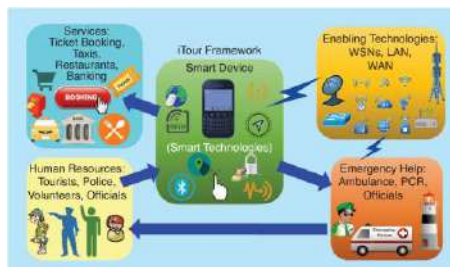 Services:
Ticket Booking,
Taxis,
Restaurants,
Banking
BOOKING
iTour Framework
Smart Device
(Smart Technologies)
Enabling Technologies:
WSNs, LAN,
WAN
Human Resources:
Tourists, Police,
Volunteers, Officials
Emergency Help:
Ambulance, PCR,
Officials